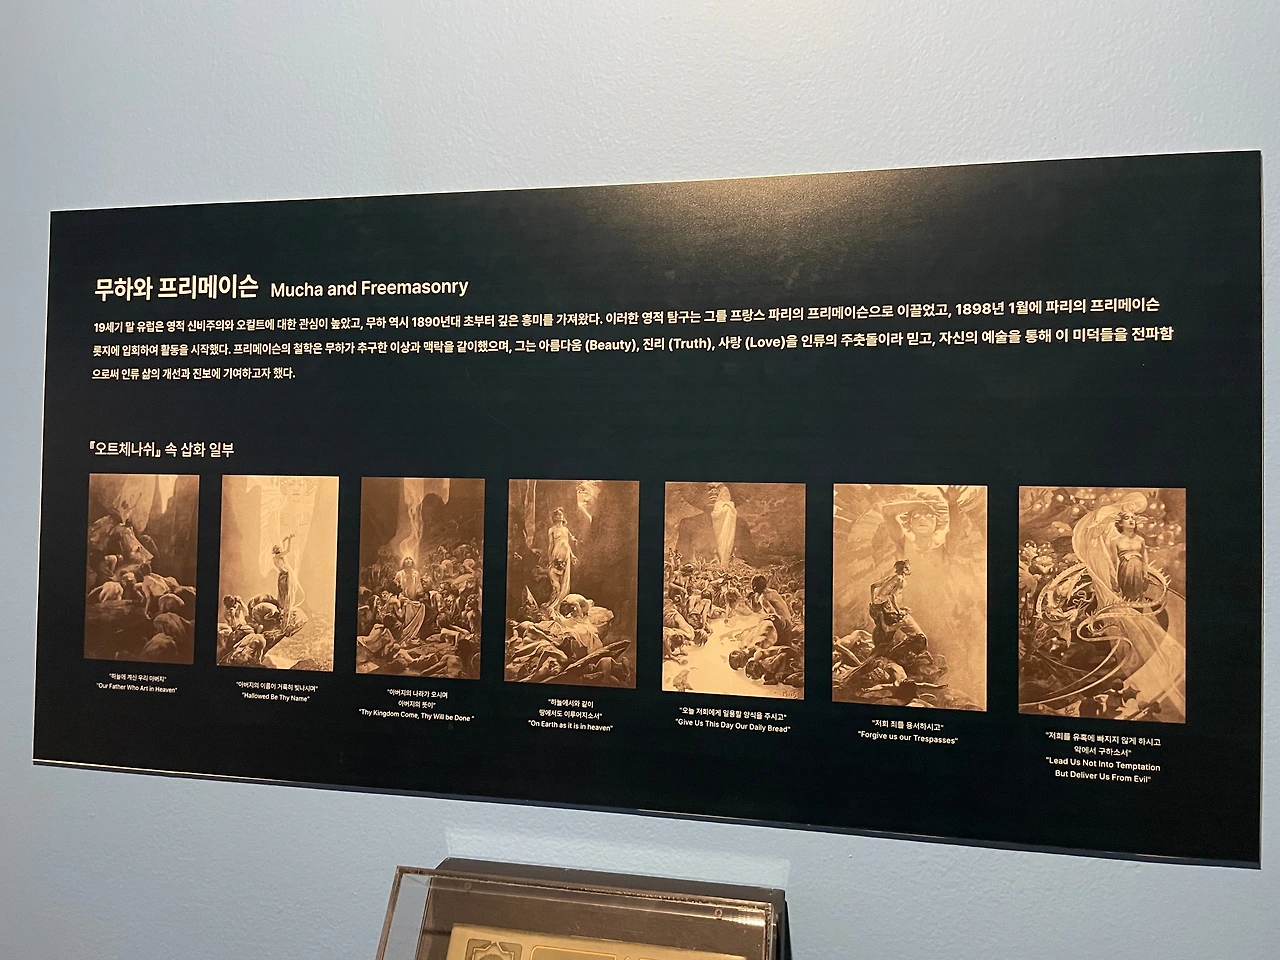 무하와 프리메이슨 Mucha and Freemasonry
19세기 말 유럽은 영적 신비주의와 오컬트에 대한 관심이 높았고, 무하 역시 1890년대 초부터 깊은 흥미를 가져왔다. 이러한 영적 탐구는 그를 프랑스 파리의 프리메이슨으로 이끌었고, 1898년 1월에 파리의 프리메이슨
롯지에 입회하여 활동을 시작했다. 프리메이슨의 철학은 무하가 추구한 이상과 맥락을 같이했으며, 그는 아름다움 (Beauty), 진리 (Truth), 사랑 (Love)을 인류의 주춧돌이라 믿고, 자신의 예술을 통해 이 미덕들을 전파함
으로써 인류 삶의 개선과 진보에 기여하고자 했다.
『오트체나쉬』 속 삽화 일부
"하늘에 계신 우리 아버지"
"Our Father Who Art in Heaven"
"아버지의 이름이 거룩히 빛나시며"
"Hallowed Be Thy Name"
"아버지의 나라가 오시며
아버지의 뜻이"
"Thy Kingdom Come, Thy Will be Done "
"하늘에서와 같이
땅에서도 이루어지소서"
"On Earth as it is in heaven"
"오늘 저희에게 일용할 양식을 주시고"
"Give Us This Day Our Daily Bread"
"저희 죄를 용서하시고"
"Forgive us our Trespasses"
"저희를 유혹에 빠지지 않게 하시고
악에서 구하소서"
"Lead Us Not Into Temptation
But Deliver Us From Evil"